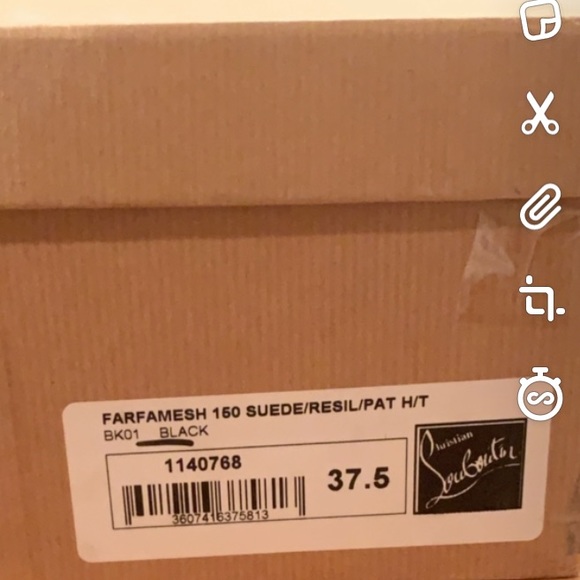 FARFAMESH 150 SUEDE/RESIL/PAT H/T
BK01 BLACK
1140768
37.5
3607416375813
Christian
Louboutin